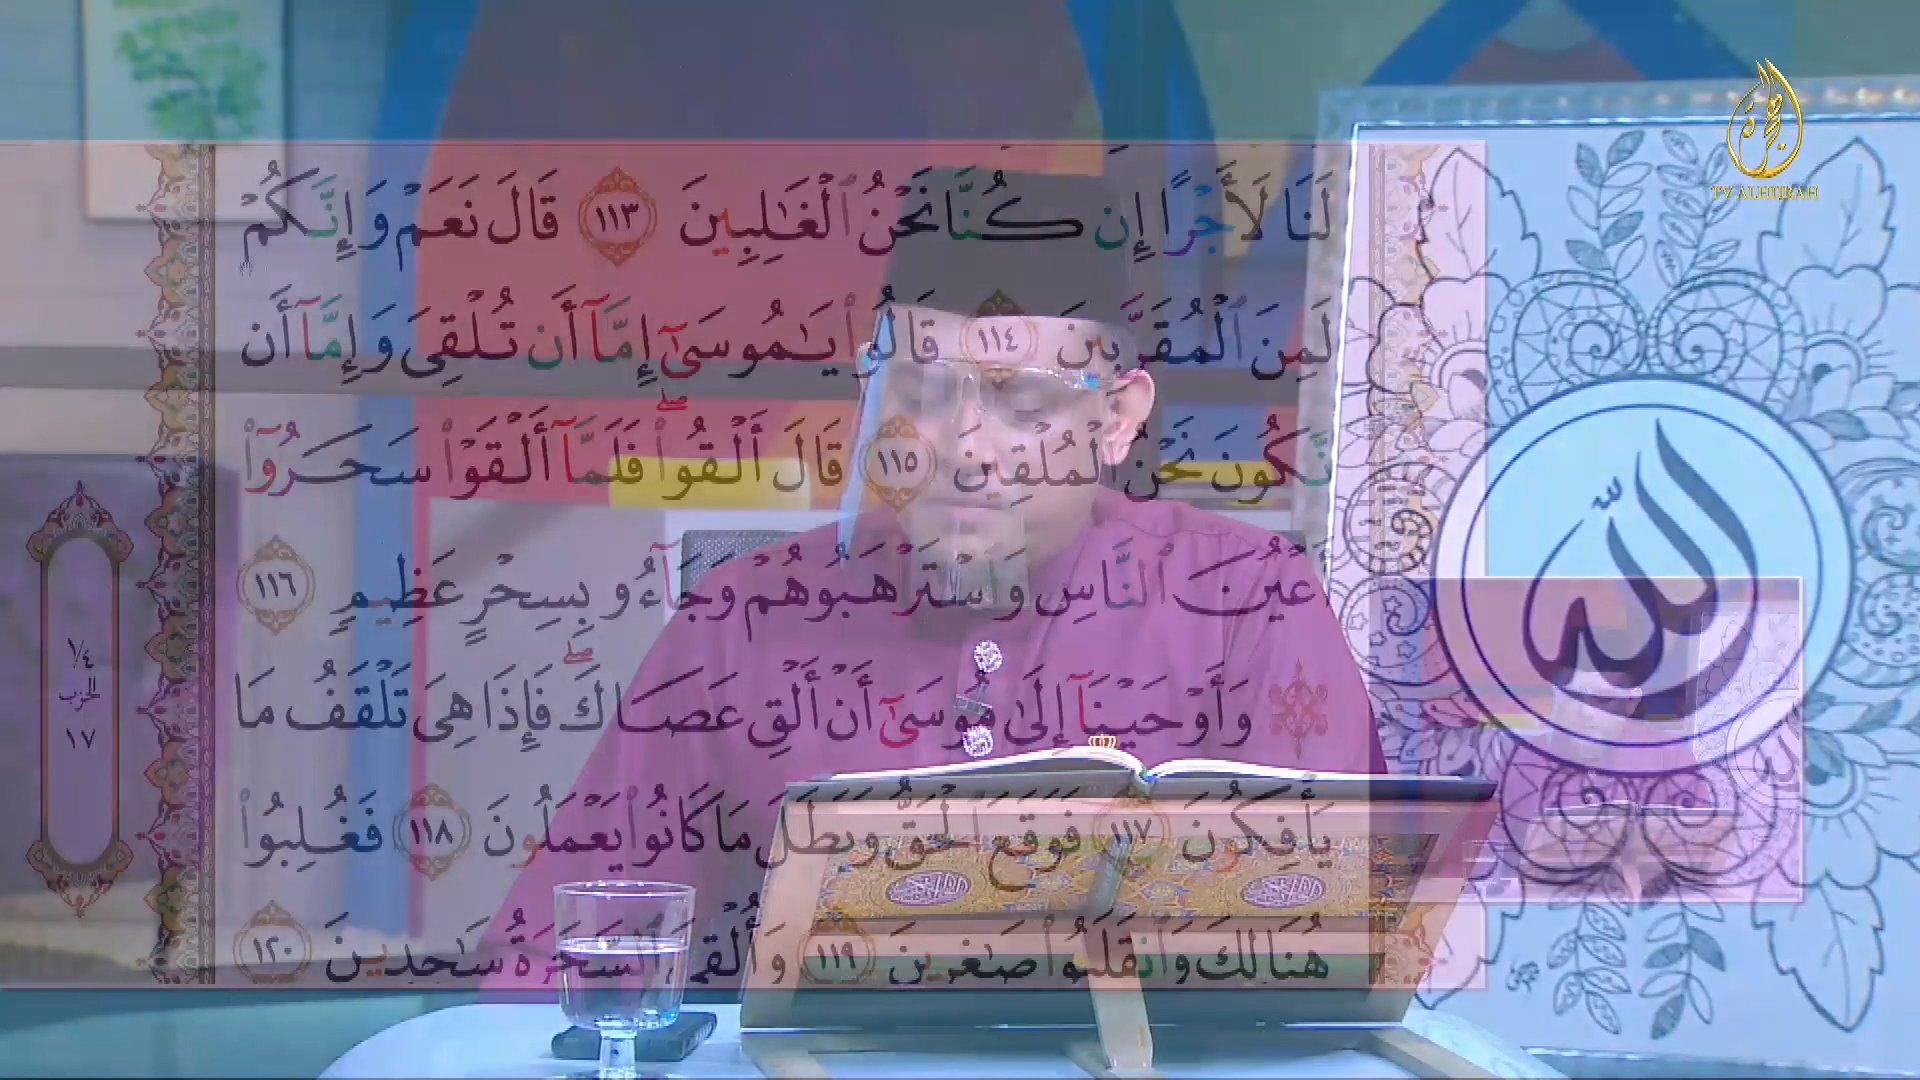 لَنَا لَأَجْرًا إِن كُنَّا نَحْنُ ٱلْغَـٰلِبِينَ ١١٣ قَالَ نَعَمْ وَإِنَّكُمْ
لَمِنَ ٱلْمُقَرَّبِينَ ١١٤ قَالُوا۟ يَـٰمُوسَىٰٓ إِمَّآ أَن تُلْقِىَ وَإِمَّآ أَن
نَّكُونَ نَحْنُ ٱلْمُلْقِينَ ١١٥ قَالَ أَلْقُوا۟ ۖ فَلَمَّآ أَلْقَوْا۟ سَحَرُوٓا۟
أَعْيُنَ ٱلنَّاسِ وَٱسْتَرْهَبُوهُمْ وَجَآءُو بِسِحْرٍ عَظِيمٍ ١١٦
۞ وَأَوْحَيْنَآ إِلَىٰ مُوسَىٰٓ أَنْ أَلْقِ عَصَاكَ ۖ فَإِذَا هِىَ تَلْقَفُ مَا
يَأْفِكُونَ ١١٧ فَوَقَعَ ٱلْحَقُّ وَبَطَلَ مَا كَانُوا۟ يَعْمَلُونَ ١١٨ فَغُلِبُوا۟
هُنَالِكَ وَٱنقَلَبُوا۟ صَـٰغِرِينَ ١١٩ وَأُلْقِىَ ٱلسَّحَرَةُ سَـٰجِدِينَ ١٢٠
١/٤
الحزب
١٧
الله
TV ALHIJRAH